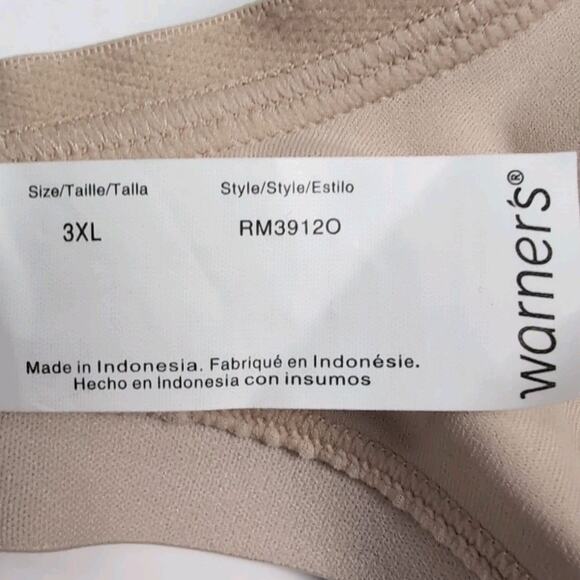 Size/Taille/Talla
3XL
Style/Style/Estilo
RM3912O
Made in Indonesia. Fabriqué en Indonésie.
Hecho en Indonesia con insumos
warner's®